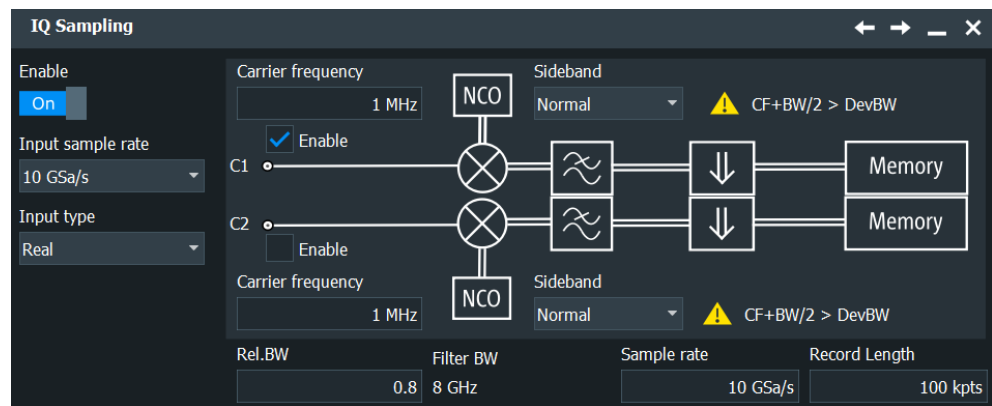 IQ Sampling
Enable
On
Input sample rate
10 GSa/s
Input type
Real
Carrier frequency
1 MHz
Enable
NCO
Sideband
Normal
CF+BW/2 > DevBW
C1
Memory
C2
Memory
Enable
Carrier frequency
1 MHz
NCO
Sideband
Normal
CF+BW/2 > DevBW
Rel.BW
0.8
Filter BW
8 GHz
Sample rate
10 GSa/s
Record Length
100 kpts